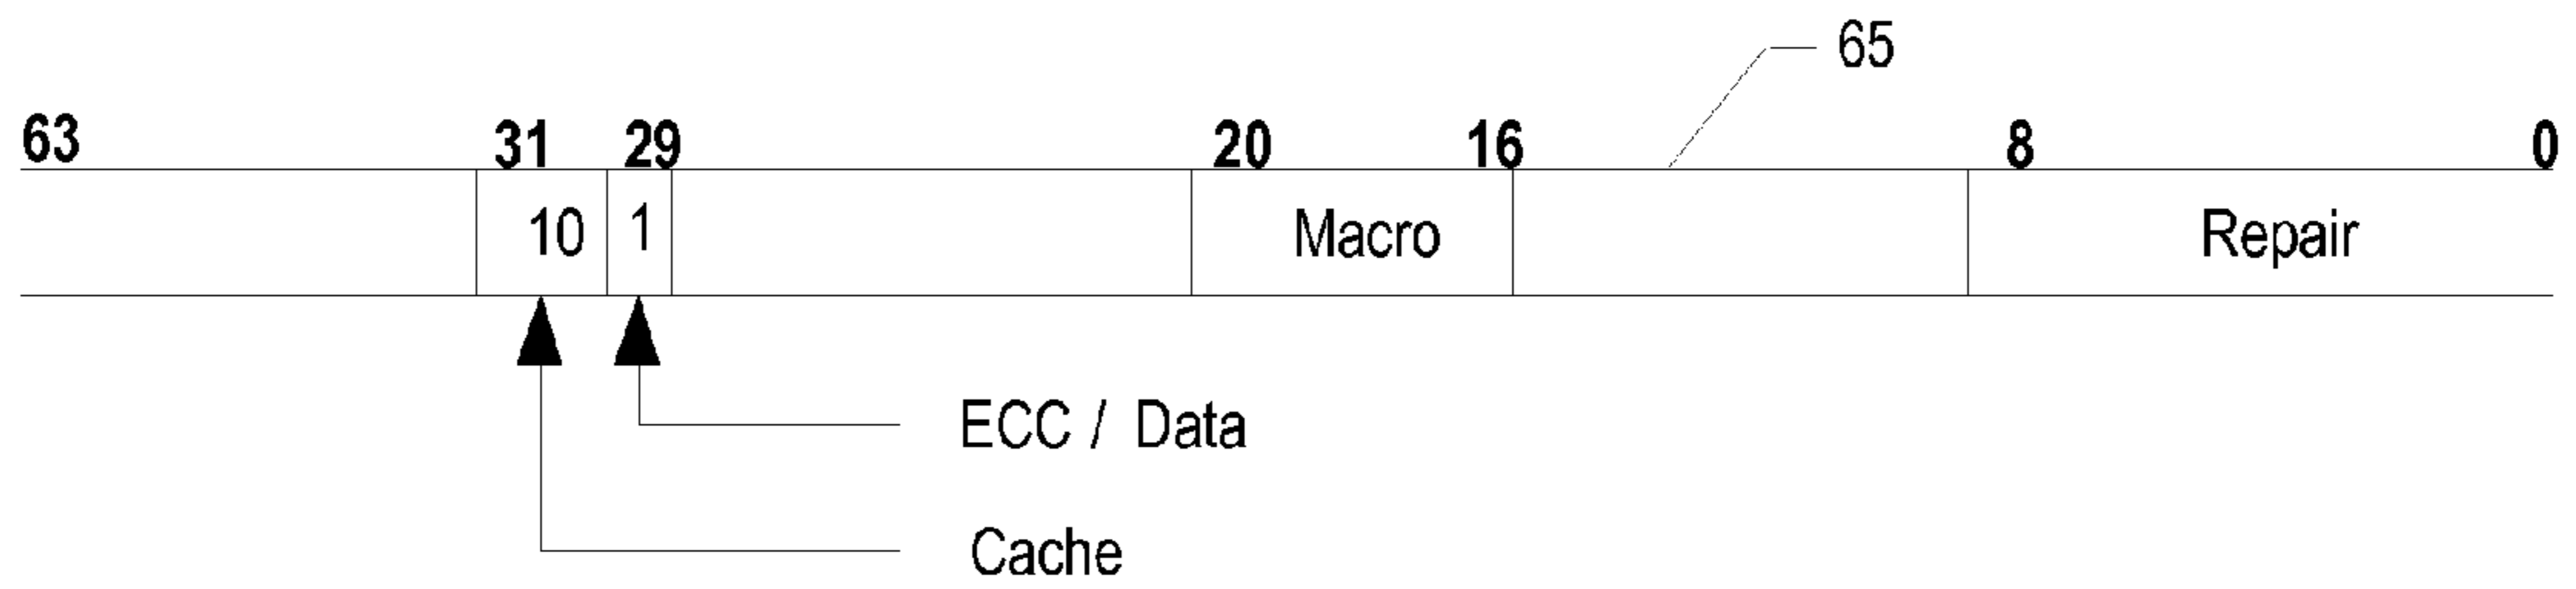 65
63 31 29 20 16 8 0
10 1 Macro Repair
ECC / Data
Cache